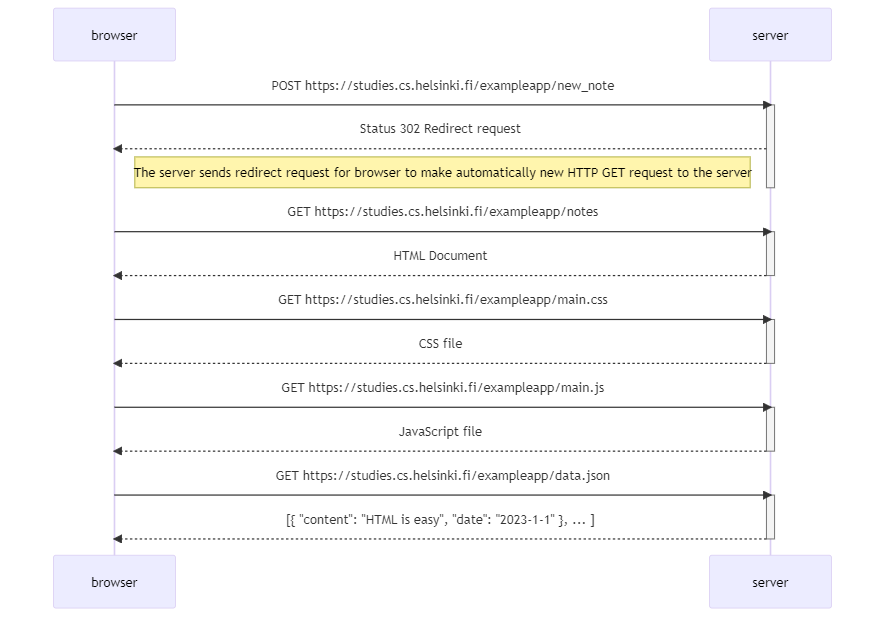 browser server
POST https://studies.cs.helsinki.fi/exampleapp/new_note
Status 302 Redirect request
The server sends redirect request for browser to make automatically new HTTP GET request to the server
GET https://studies.cs.helsinki.fi/exampleapp/notes
HTML Document
GET https://studies.cs.helsinki.fi/exampleapp/main.css
CSS file
GET https://studies.cs.helsinki.fi/exampleapp/main.js
JavaScript file
GET https://studies.cs.helsinki.fi/exampleapp/data.json
[{ "content": "HTML is easy", "date": "2023-1-1" }, ... ]
browser server